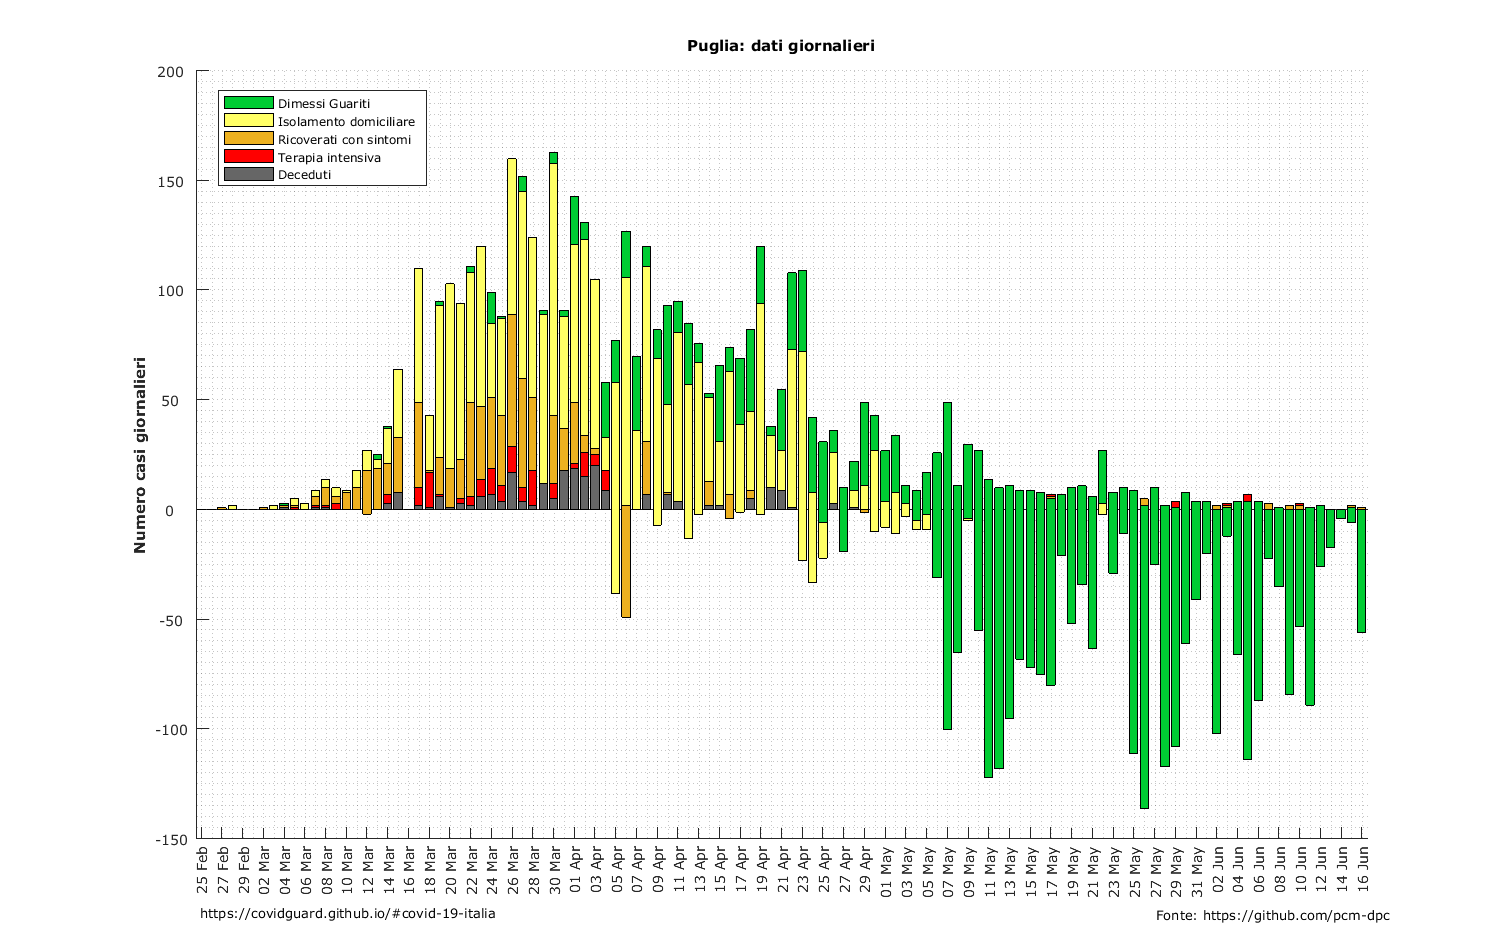 Puglia: dati giornalieri
200
150
100
50
0
-50
-100
-150
Numero casi giornalieri
Dimessi Guariti
Isolamento domiciliare
Ricoverati con sintomi
Terapia intensiva
Deceduti
25 Feb
27 Feb
29 Feb
02 Mar
04 Mar
06 Mar
08 Mar
10 Mar
12 Mar
14 Mar
16 Mar
18 Mar
20 Mar
22 Mar
24 Mar
26 Mar
28 Mar
30 Mar
01 Apr
03 Apr
05 Apr
07 Apr
09 Apr
11 Apr
13 Apr
15 Apr
17 Apr
19 Apr
21 Apr
23 Apr
25 Apr
27 Apr
29 Apr
01 May
03 May
05 May
07 May
09 May
11 May
13 May
15 May
17 May
19 May
21 May
23 May
25 May
27 May
29 May
31 May
02 Jun
04 Jun
06 Jun
08 Jun
10 Jun
12 Jun
14 Jun
16 Jun
https://covidguard.github.io/#covid-19-italia
Fonte: https://github.com/pcm-dpc